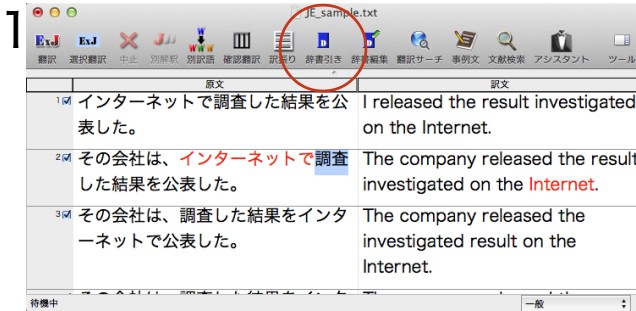 1
JE_sample.txt
翻訳 選択翻訳 中止 別解釈 別訳語 確認翻訳 訳振り 辞書引き 辞書編集 翻訳サーチ 事例文 文献検索 アシスタント ツール
原文 訳文
1 インターネットで調査した結果を公 I released the result investigated
表した。 on the Internet.
2 その会社は、インターネットで調査 The company released the result
した結果を公表した。 investigated on the Internet.
3 その会社は、調査した結果をインタ The company released the
ーネットで公表した。 investigated result on the
Internet.
待機中 一般